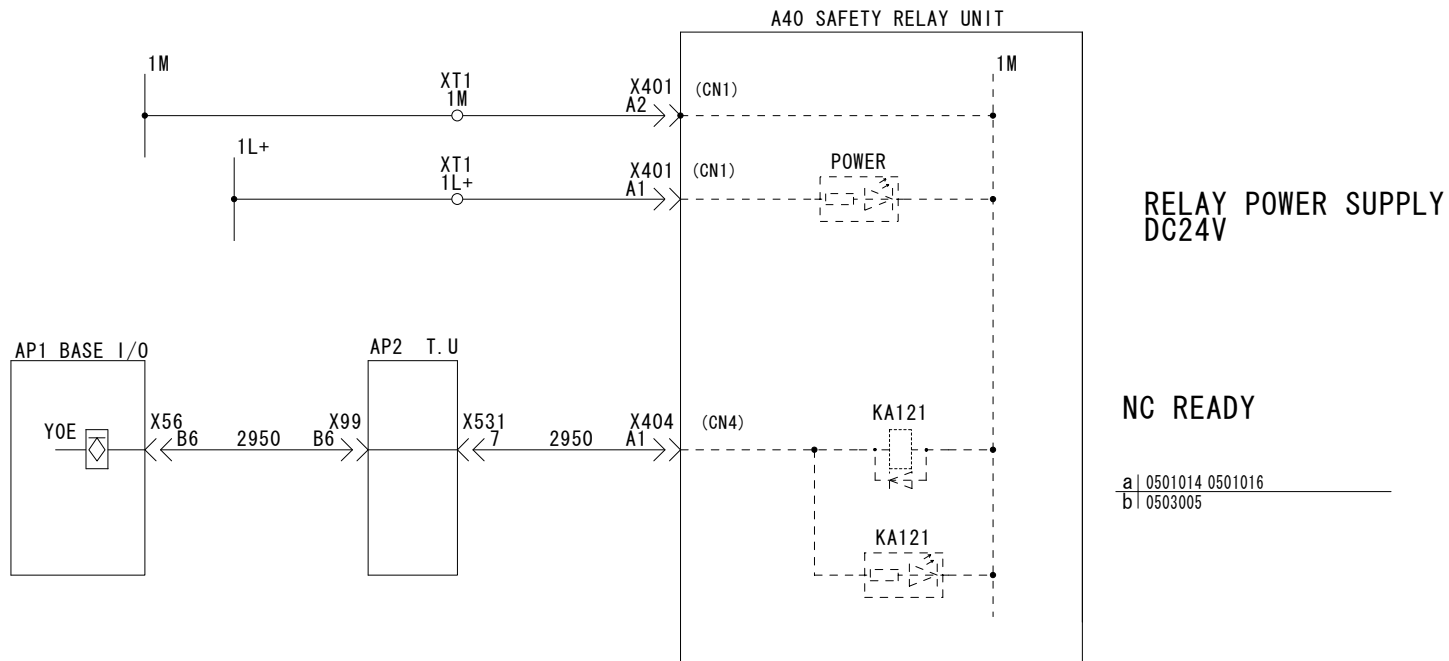 A40 SAFETY RELAY UNIT
1M
XT1
1M
X401
A2
(CN1)
1M
1L+
XT1
1L+
X401
A1
(CN1)
POWER
RELAY POWER SUPPLY
DC24V
AP1 BASE I/O
AP2 T.U
Y0E
X56
B6
2950
X99
B6
X531
7
2950
X404
A1
(CN4)
KA121
NC READY
a 0501014 0501016
b 0503005
KA121